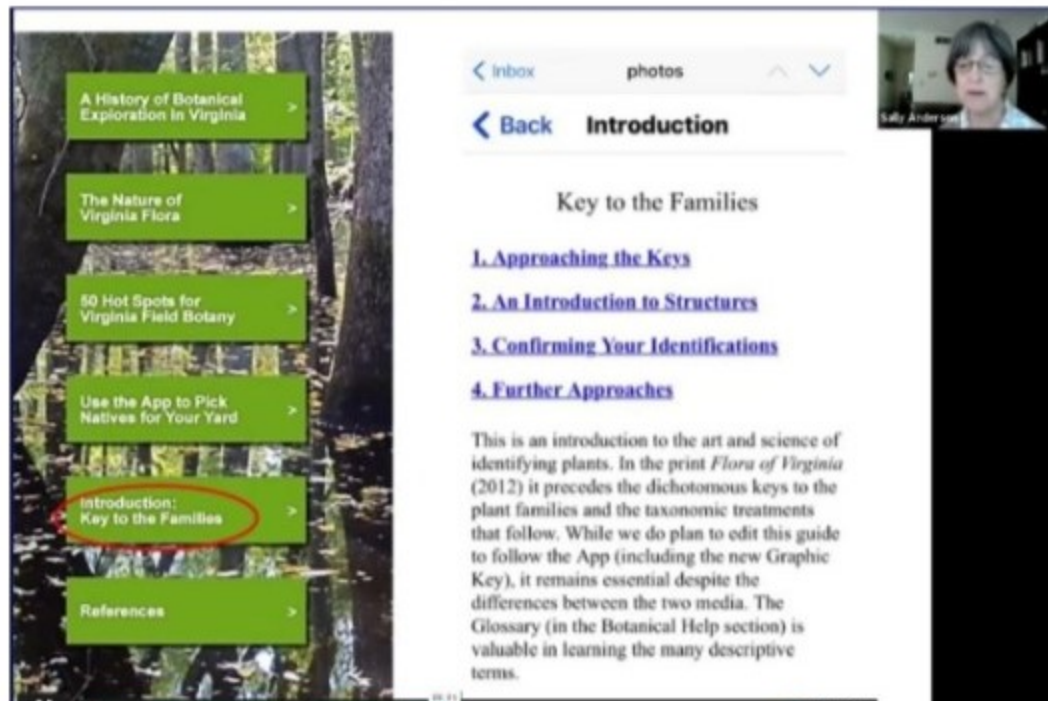 A History of Botanical
Exploration in Virginia
>
The Nature of
Virginia Flora
>
50 Hot Spots for
Virginia Field Botany
>
Use the App to Pick
Natives for Your Yard
>
Introduction:
Key to the Families
>
References
>
< Inbox photos
< Back Introduction
Key to the Families
1. Approaching the Keys
2. An Introduction to Structures
3. Confirming Your Identifications
4. Further Approaches
This is an introduction to the art and science of
identifying plants. In the print Flora of Virginia
(2012) it precedes the dichotomous keys to the
plant families and the taxonomic treatments
that follow. While we do plan to edit this guide
to follow the App (including the new Graphic
Key), it remains essential despite the
differences between the two media. The
Glossary (in the Botanical Help section) is
valuable in learning the many descriptive
terms.
Sally Anderson